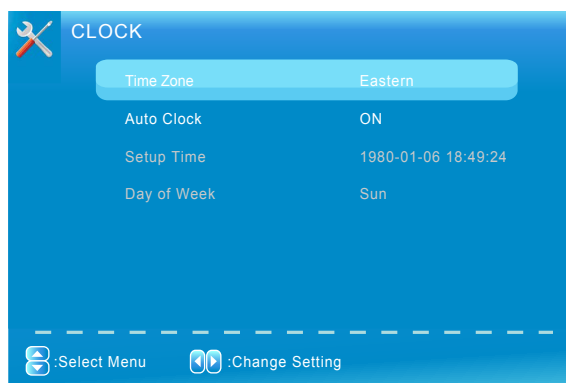 CLOCK
Time Zone Eastern
Auto Clock ON
Setup Time 1980-01-06 18:49:24
Day of Week Sun
:Select Menu :Change Setting